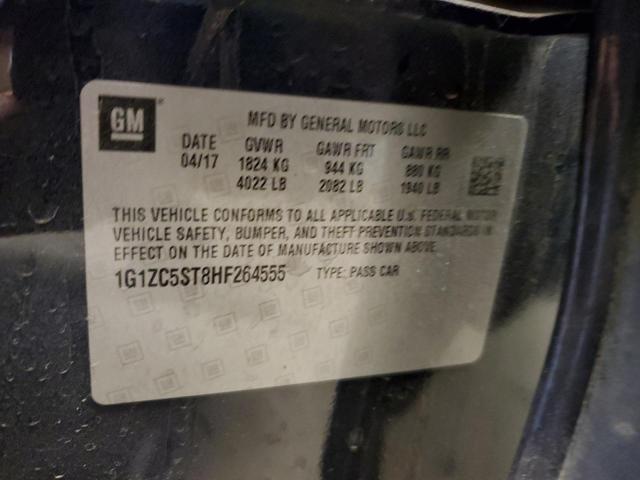 GM
MFD BY GENERAL MOTORS LLC
DATE GVWR GAWR FRT GAWR RR
04/17 1824 KG 944 KG 880 KG
4022 LB 2082 LB 1940 LB
THIS VEHICLE CONFORMS TO ALL APPLICABLE U.S. FEDERAL MOTOR
VEHICLE SAFETY, BUMPER, AND THEFT PREVENTION STANDARDS IN
EFFECT ON THE DATE OF MANUFACTURE SHOWN ABOVE.
1G1ZC5ST8HF264555 TYPE: PASS CAR